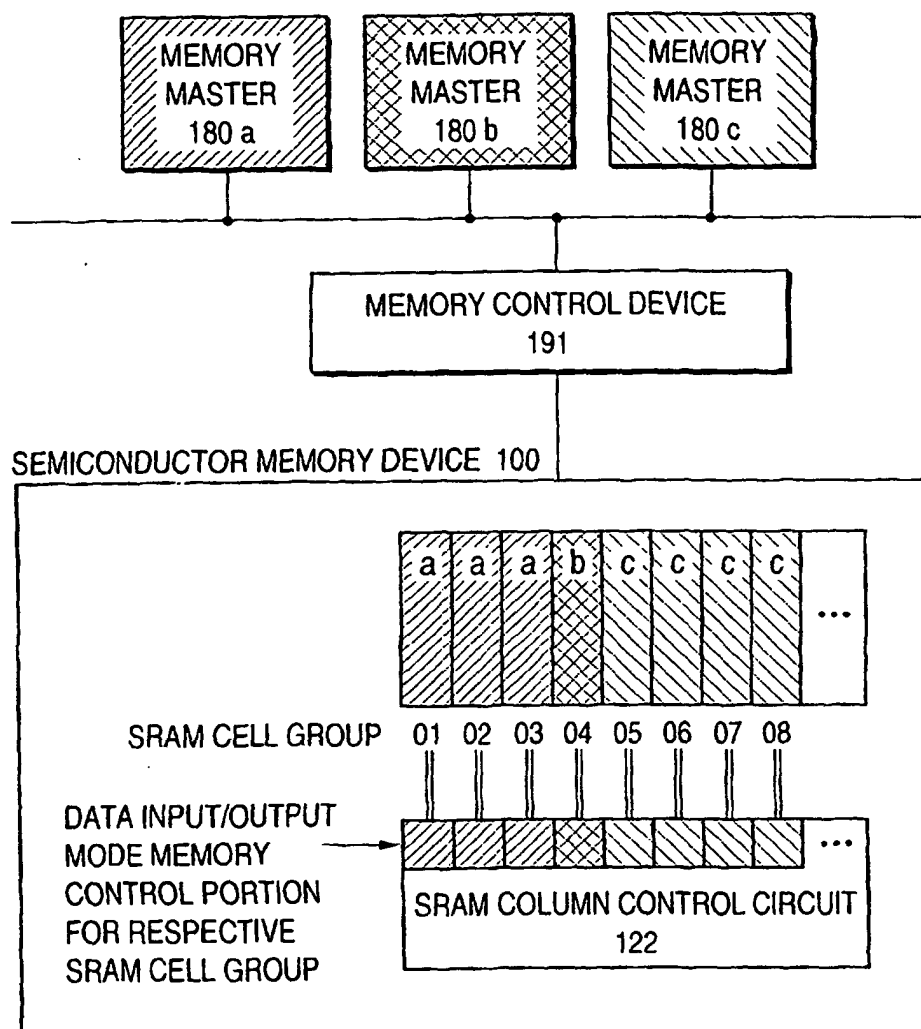 MEMORY
MASTER
180 a
MEMORY
MASTER
180 b
MEMORY
MASTER
180 c
MEMORY CONTROL DEVICE
191
SEMICONDUCTOR MEMORY DEVICE 100
a a a b c c c c ...
SRAM CELL GROUP 01 02 03 04 05 06 07 08
DATA INPUT/OUTPUT
MODE MEMORY
CONTROL PORTION
FOR RESPECTIVE
SRAM CELL GROUP
...
SRAM COLUMN CONTROL CIRCUIT
122